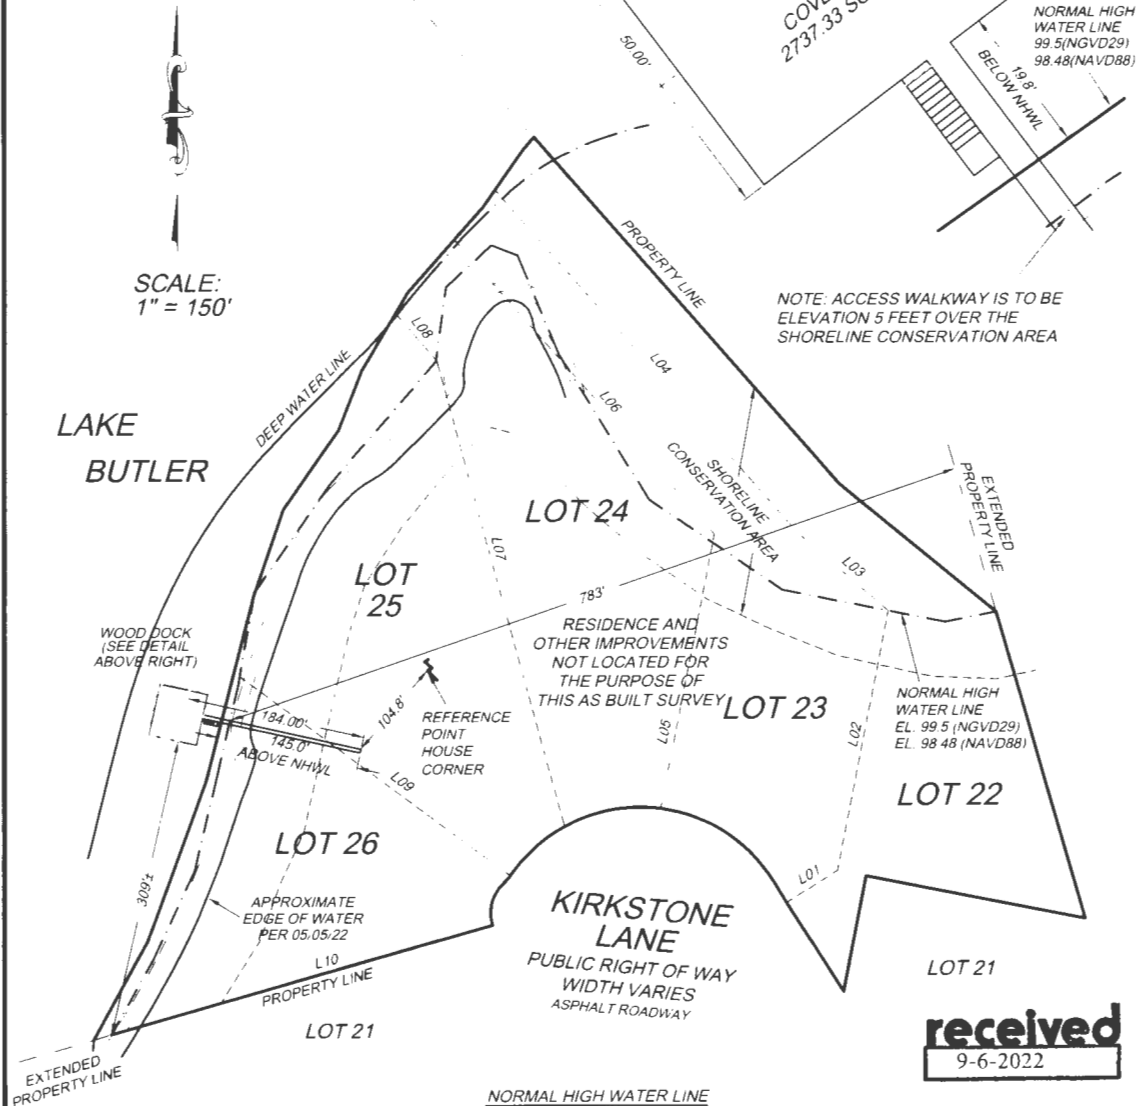 COVE
2737.33 SQ
50.00'
NORMAL HIGH
WATER LINE
99.5(NGVD29)
98.48(NAVD88)
19.8'
BELOW NHWL
SCALE:
1" = 150'
PROPERTY LINE
NOTE: ACCESS WALKWAY IS TO BE
ELEVATION 5 FEET OVER THE
SHORELINE CONSERVATION AREA
LAKE
BUTLER
DEEP WATER LINE
L08
L04
L06
SHORELINE
CONSERVATION AREA
EXTENDED
PROPERTY LINE
LOT 24
L07
L03
LOT
25
783'
WOOD DOCK
(SEE DETAIL
ABOVE RIGHT)
RESIDENCE AND
OTHER IMPROVEMENTS
NOT LOCATED FOR
THE PURPOSE OF
THIS AS BUILT SURVEY
184.00'
145.0'
ABOVE NHWL
104.8'
REFERENCE
POINT
HOUSE
CORNER
L09
L05
LOT 23
L02
NORMAL HIGH
WATER LINE
EL. 99.5 (NGVD29)
EL. 98.48 (NAVD88)
LOT 22
LOT 26
309'±
L01
APPROXIMATE
EDGE OF WATER
PER 05/05/22
KIRKSTONE
LANE
PUBLIC RIGHT OF WAY
WIDTH VARIES
ASPHALT ROADWAY
L10
PROPERTY LINE
LOT 21
LOT 21
EXTENDED
PROPERTY LINE
received
9-6-2022
NORMAL HIGH WATER LINE